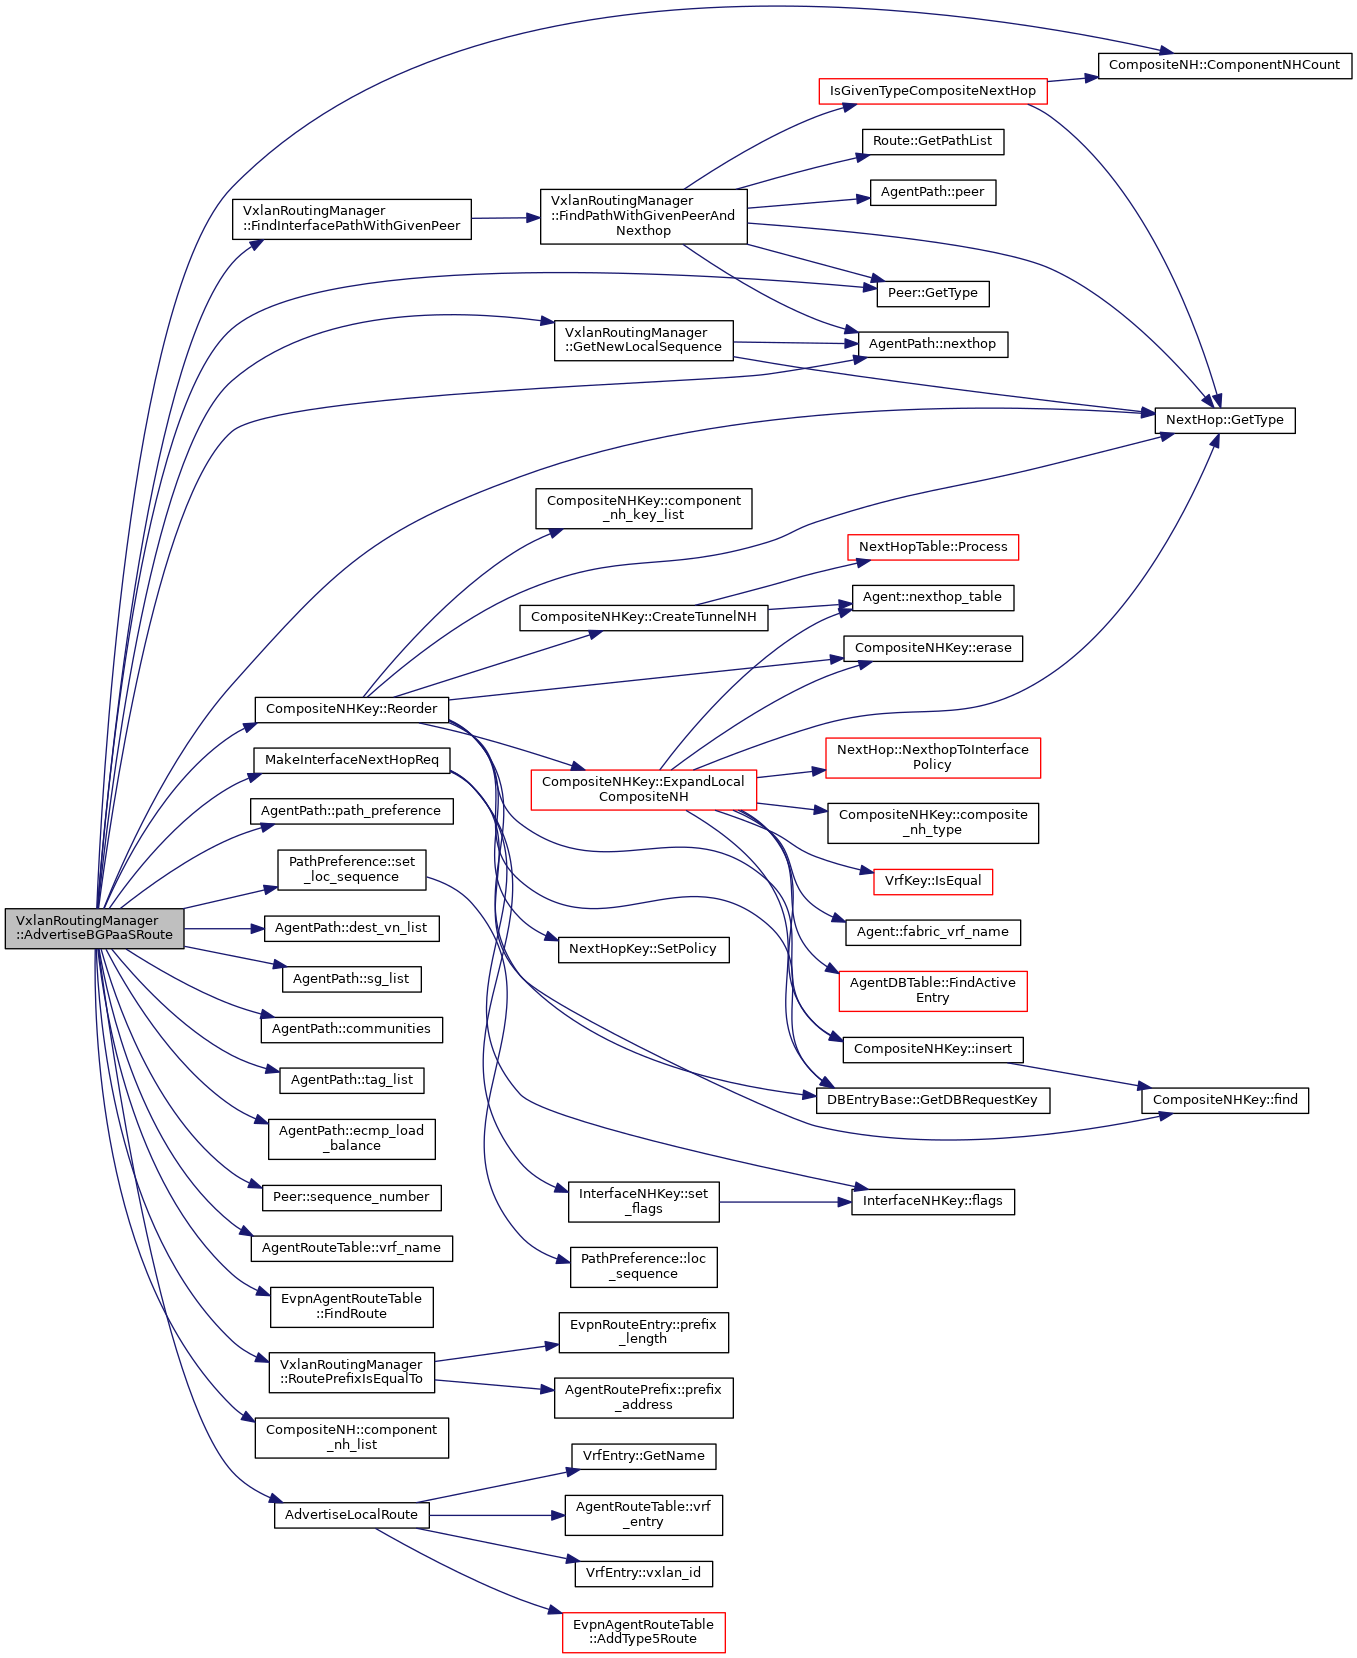 CompositeNH::ComponentNHCount
IsGivenTypeCompositeNextHop
Route::GetPathList
AgentPath::peer
VxlanRoutingManager
::FindInterfacePathWithGivenPeer
VxlanRoutingManager
::FindPathWithGivenPeerAnd
Nexthop
Peer::GetType
VxlanRoutingManager
::GetNewLocalSequence
AgentPath::nexthop
NextHop::GetType
CompositeNHKey::component
_nh_key_list
NextHopTable::Process
Agent::nexthop_table
CompositeNHKey::CreateTunnelNH
CompositeNHKey::erase
CompositeNHKey::Reorder
MakeInterfaceNextHopReq
NextHop::NexthopToInterface
Policy
CompositeNHKey::ExpandLocal
CompositeNH
AgentPath::path_preference
CompositeNHKey::composite
_nh_type
PathPreference::set
_loc_sequence
VrfKey::IsEqual
VxlanRoutingManager
::AdvertiseBGPaaSRoute
AgentPath::dest_vn_list
Agent::fabric_vrf_name
NextHopKey::SetPolicy
AgentPath::sg_list
AgentDBTable::FindActive
Entry
AgentPath::communities
CompositeNHKey::insert
AgentPath::tag_list
DBEntryBase::GetDBRequestKey
CompositeNHKey::find
AgentPath::ecmp_load
_balance
Peer::sequence_number
InterfaceNHKey::set
_flags
InterfaceNHKey::flags
AgentRouteTable::vrf_name
PathPreference::loc
_sequence
EvpnAgentRouteTable
::FindRoute
EvpnRouteEntry::prefix
_length
VxlanRoutingManager
::RoutePrefixIsEqualTo
AgentRoutePrefix::prefix
_address
CompositeNH::component
_nh_list
VrfEntry::GetName
AdvertiseLocalRoute
AgentRouteTable::vrf
_entry
VrfEntry::vxlan_id
EvpnAgentRouteTable
::AddType5Route